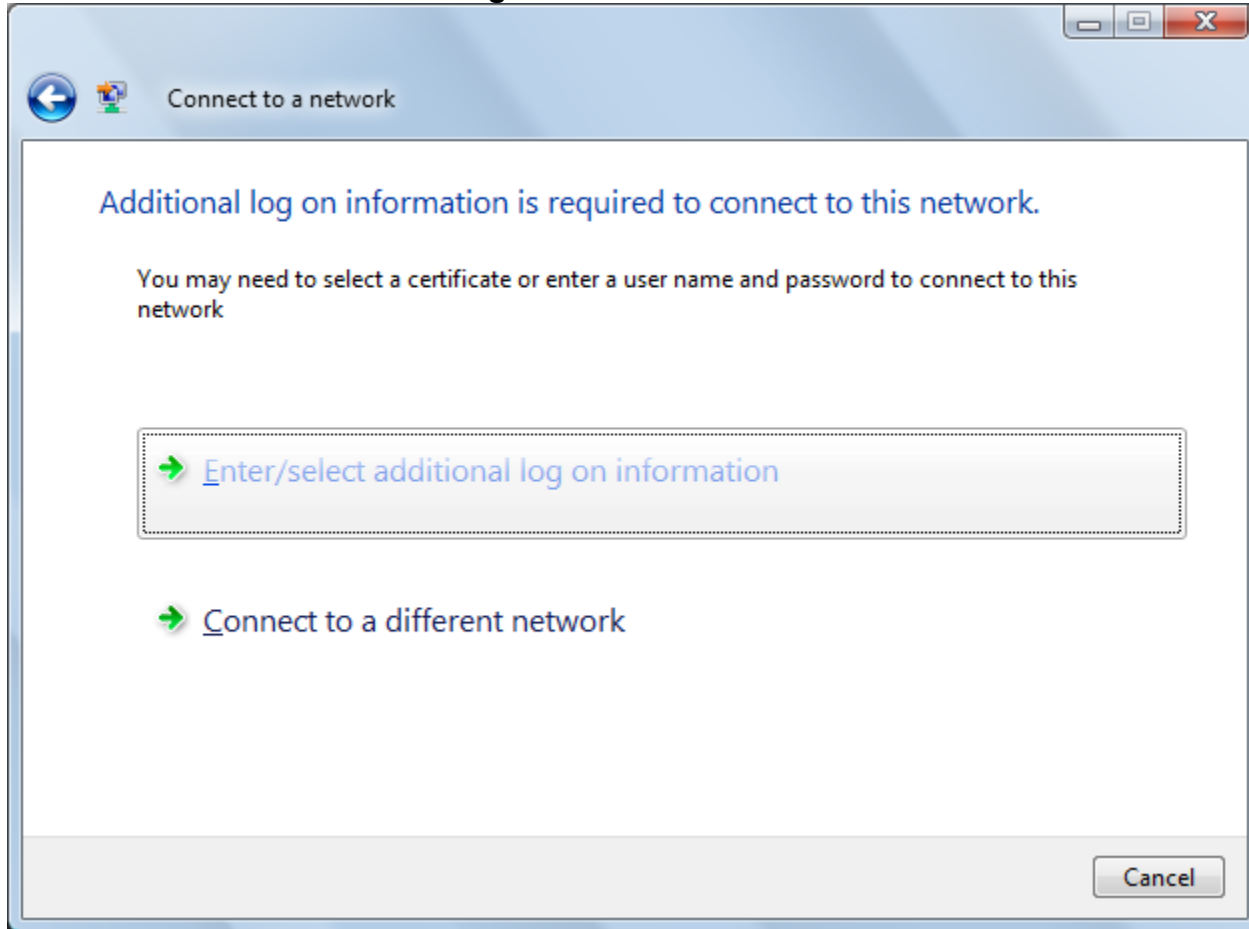 Connect to a network
Additional log on information is required to connect to this network.
You may need to select a certificate or enter a user name and password to connect to this
network
Enter/select additional log on information
Connect to a different network
Cancel